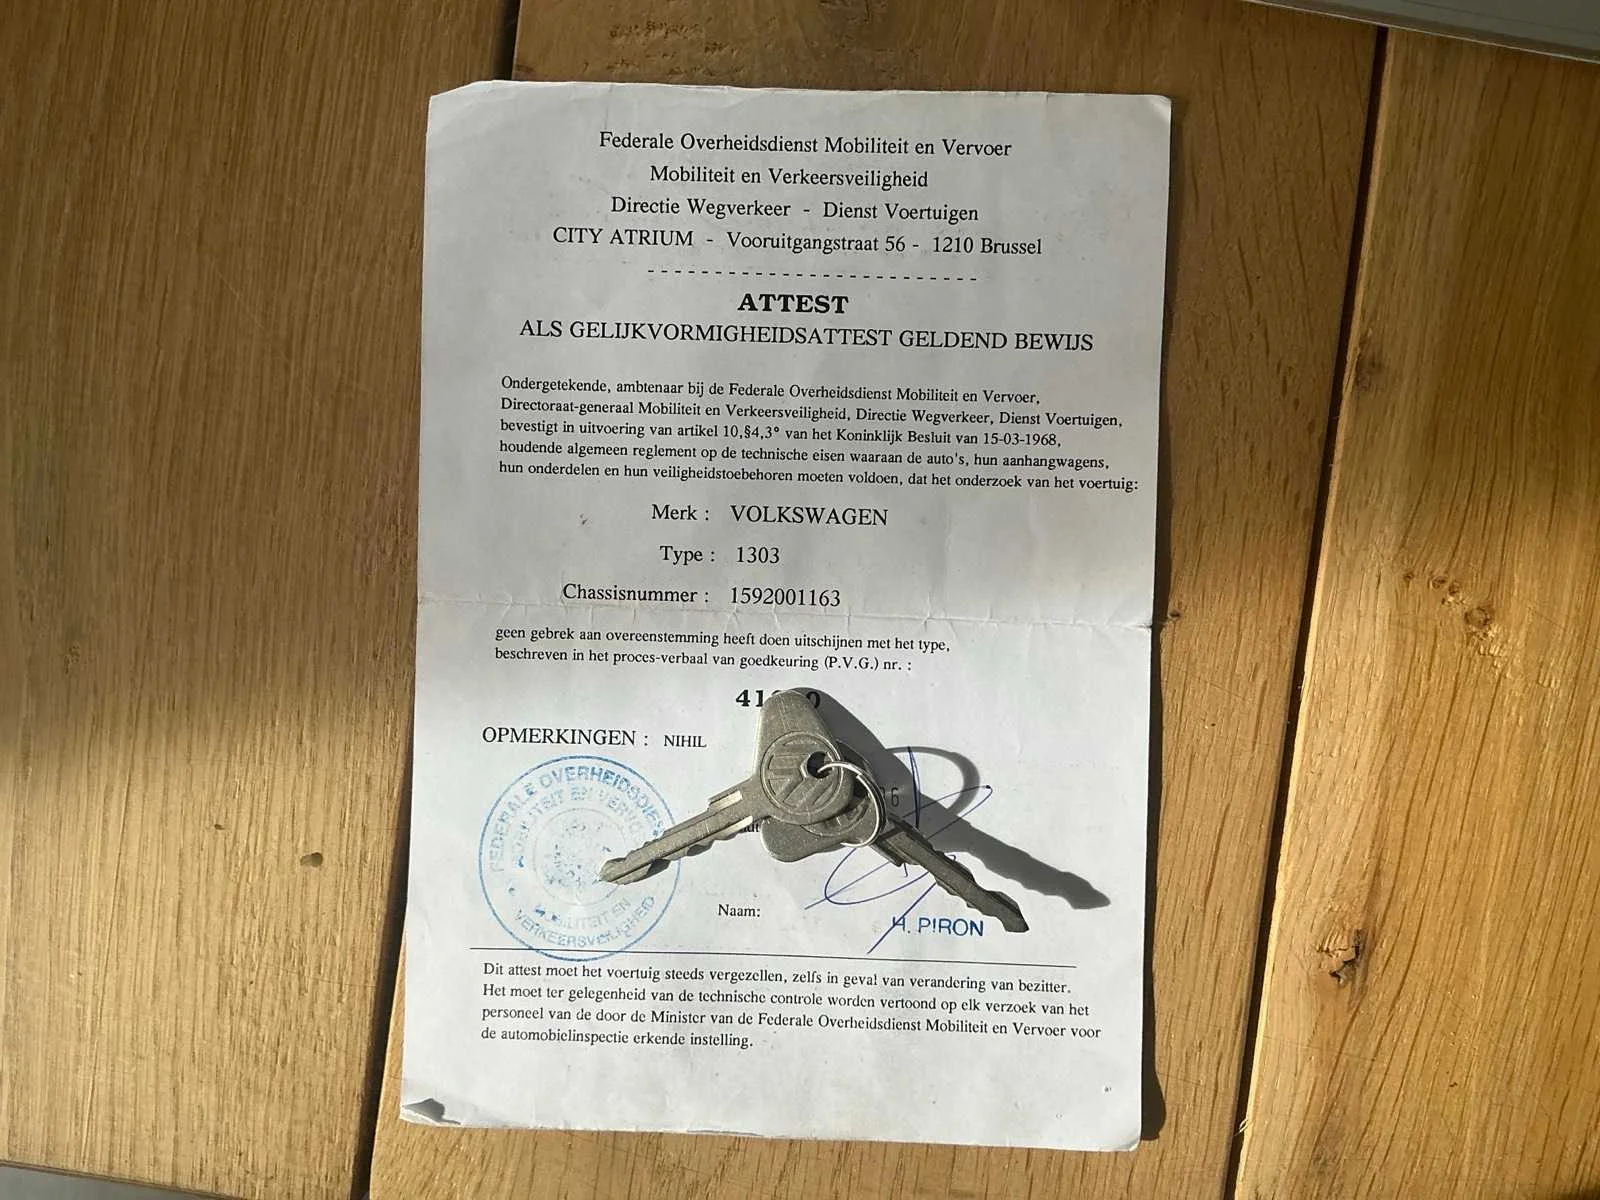 Federale Overheidsdienst Mobiliteit en Vervoer
Mobiliteit en Verkeersveiligheid
Directie Wegverkeer - Dienst Voertuigen
CITY ATRIUM - Vooruitgangstraat 56 - 1210 Brussel
ATTEST
ALS GELIJKVORMIGHEIDSATTEST GELDEND BEWIJS
Ondergetekende, ambtenaar bij de Federale Overheidsdienst Mobiliteit en Vervoer,
Directoraat-generaal Mobiliteit en Verkeersveiligheid, Directie Wegverkeer, Dienst Voertuigen,
bevestigt in uitvoering van artikel 10,§4,3° van het Koninklijk Besluit van 15-03-1968,
houdende algemeen reglement op de technische eisen waaraan de auto's, hun aanhangwagens,
hun onderdelen en hun veiligheidstoebehoren moeten voldoen, dat het onderzoek van het voertuig:
Merk : VOLKSWAGEN
Type : 1303
Chassisnummer : 1592001163
geen gebrek aan overeenstemming heeft doen uitschijnen met het type,
beschreven in het proces-verbaal van goedkeuring (P.V.G.) nr. :
OPMERKINGEN : NIHIL
FEDERALE OVERHEIDSDIENST
MOBILITEIT EN VERVOER
MOBILITEIT EN
VERKEERSVEILIGHEID
Naam:
H. PIRON
Dit attest moet het voertuig steeds vergezellen, zelfs in geval van verandering van bezitter.
Het moet ter gelegenheid van de technische controle worden vertoond op elk verzoek van het
personeel van de door de Minister van de Federale Overheidsdienst Mobiliteit en Vervoer voor
de automobielinspectie erkende instelling.